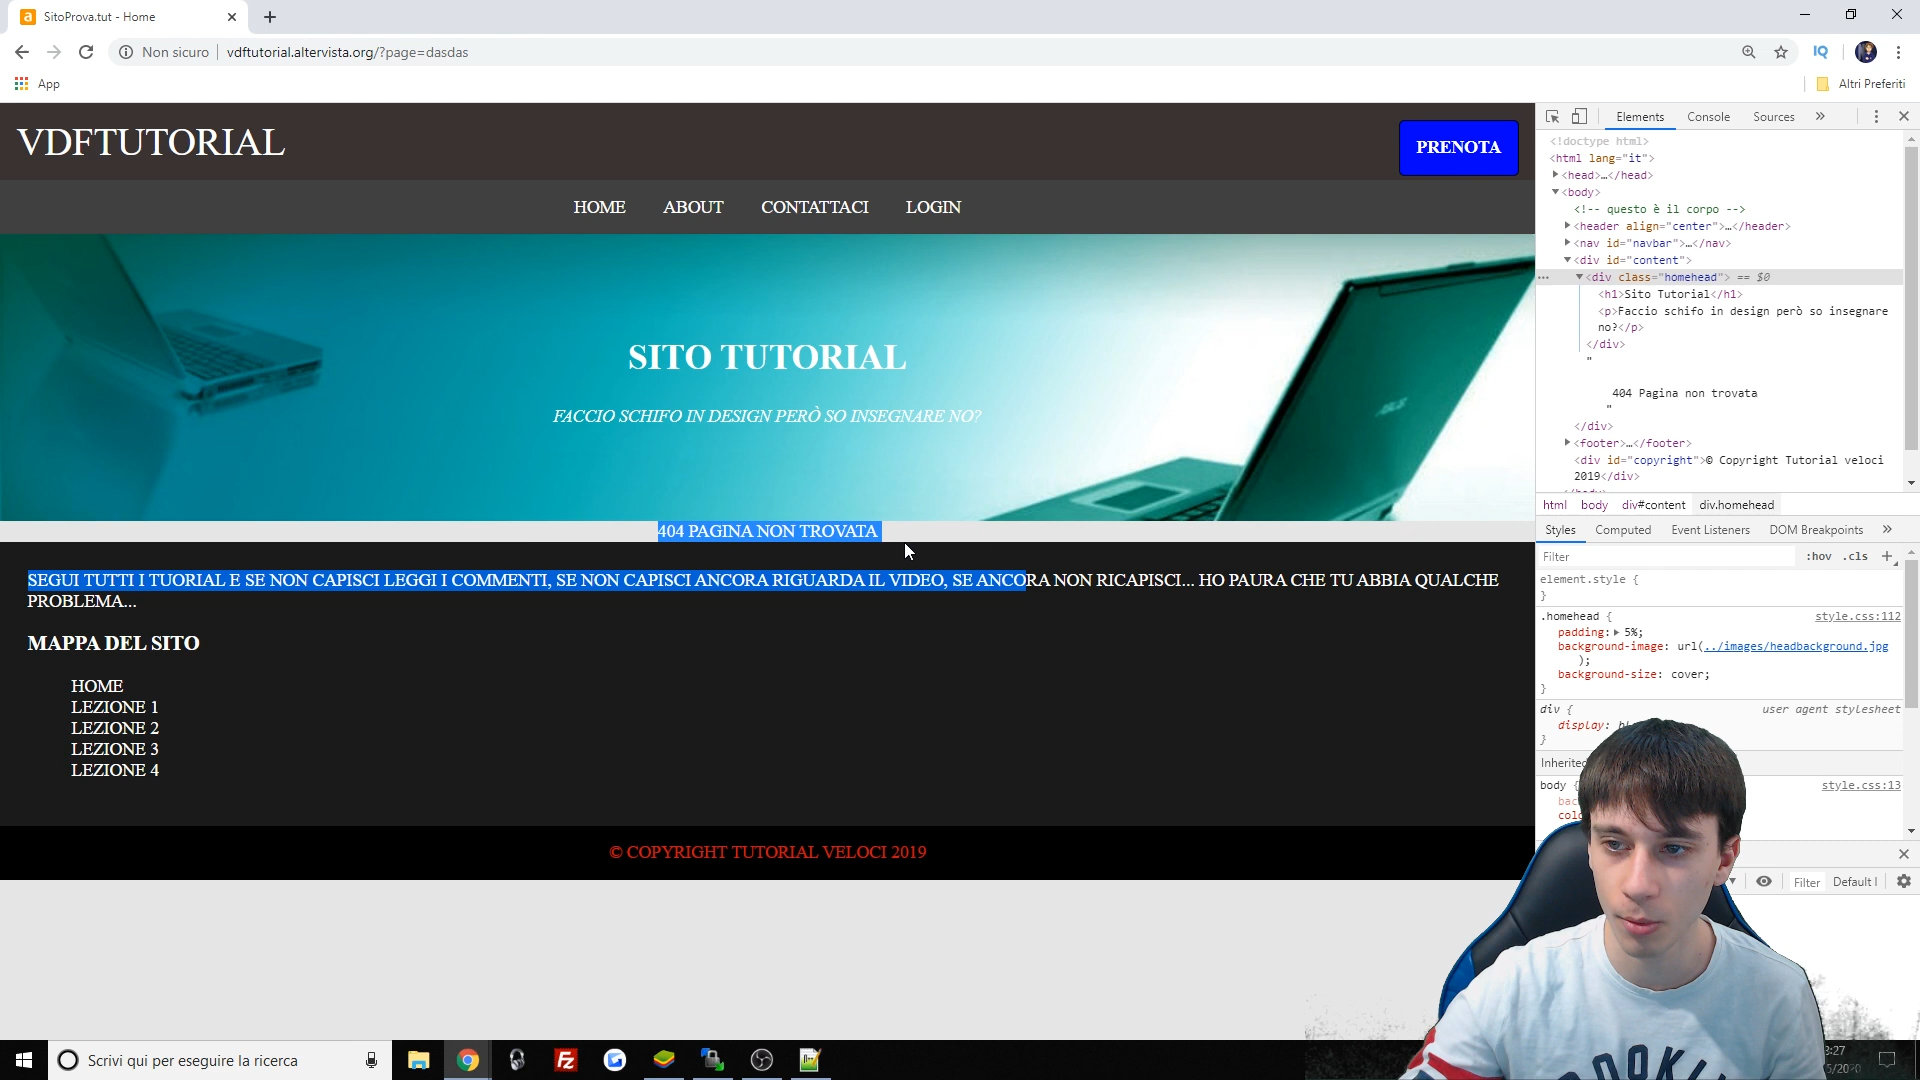 SitoProva.tut - Home
Non sicuro
vdftutorial.altervista.org/?page=dasdas
IQ
App
Altri Preferiti
VDFTUTORIAL
PRENOTA
HOME ABOUT CONTATTACI LOGIN
SITO TUTORIAL
FACCIO SCHIFO IN DESIGN PERÒ SO INSEGNARE NO?
404 PAGINA NON TROVATA
SEGUI TUTTI I TUORIAL E SE NON CAPISCI LEGGI I COMMENTI, SE NON CAPISCI ANCORA RIGUARDA IL VIDEO, SE ANCORA NON RICAPISCI... HO PAURA CHE TU ABBIA QUALCHE
PROBLEMA...
MAPPA DEL SITO
HOME
LEZIONE 1
LEZIONE 2
LEZIONE 3
LEZIONE 4
© COPYRIGHT TUTORIAL VELOCI 2019
Elements Console Sources »
<!doctype html>
<html lang="it">
<head>…</head>
<body>
<!-- questo è il corpo -->
<header align="center">…</header>
<nav id="navbar">…</nav>
<div id="content">
<div class="homehead"> == $0
<h1>Sito Tutorial</h1>
<p>Faccio schifo in design però so insegnare
no?</p>
</div>
"
404 Pagina non trovata
"
</div>
<footer>…</footer>
<div id="copyright">© Copyright Tutorial veloci
2019</div>
html body div#content div.homehead
Styles Computed Event Listeners DOM Breakpoints »
Filter :hov .cls +
element.style {
}
.homehead { style.css:112
padding: 5%;
background-image: url(../images/headbackground.jpg
);
background-size: cover;
}
div { user agent stylesheet
display:
}
Inherited
body { style.css:13
Filter Default
Scrivi qui per eseguire la ricerca